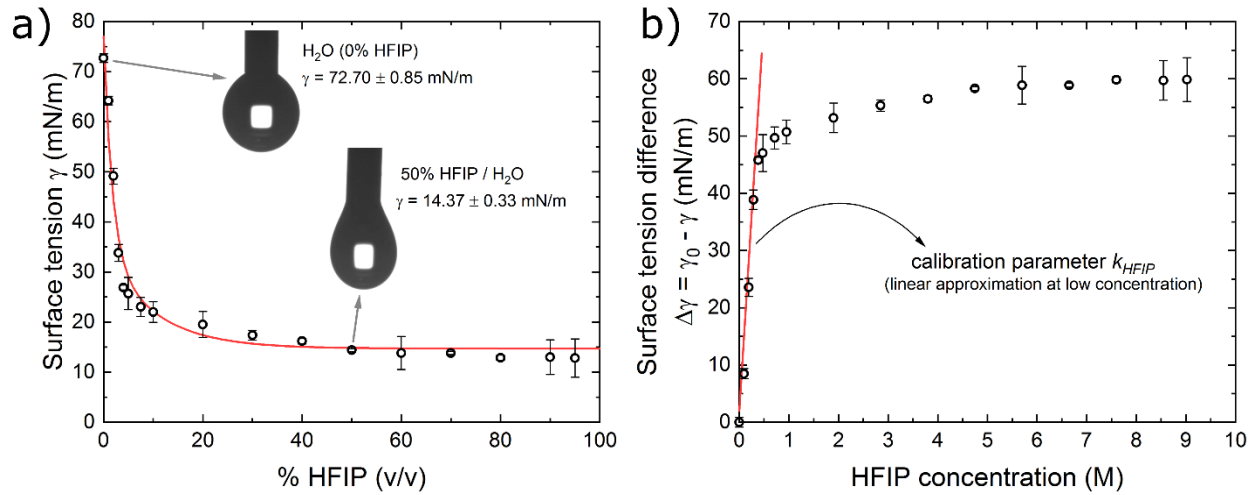 a)
Surface tension γ (mN/m)
80
70
60
50
40
30
20
10
0
H₂O (0% HFIP)
γ = 72.70 ± 0.85 mN/m
50% HFIP / H₂O
γ = 14.37 ± 0.33 mN/m
0 20 40 60 80 100
% HFIP (v/v)
b)
Surface tension difference
Δγ = γ₀ - γ (mN/m)
70
60
50
40
30
20
10
0
calibration parameter k_HFIP
(linear approximation at low concentration)
0 1 2 3 4 5 6 7 8 9 10
HFIP concentration (M)